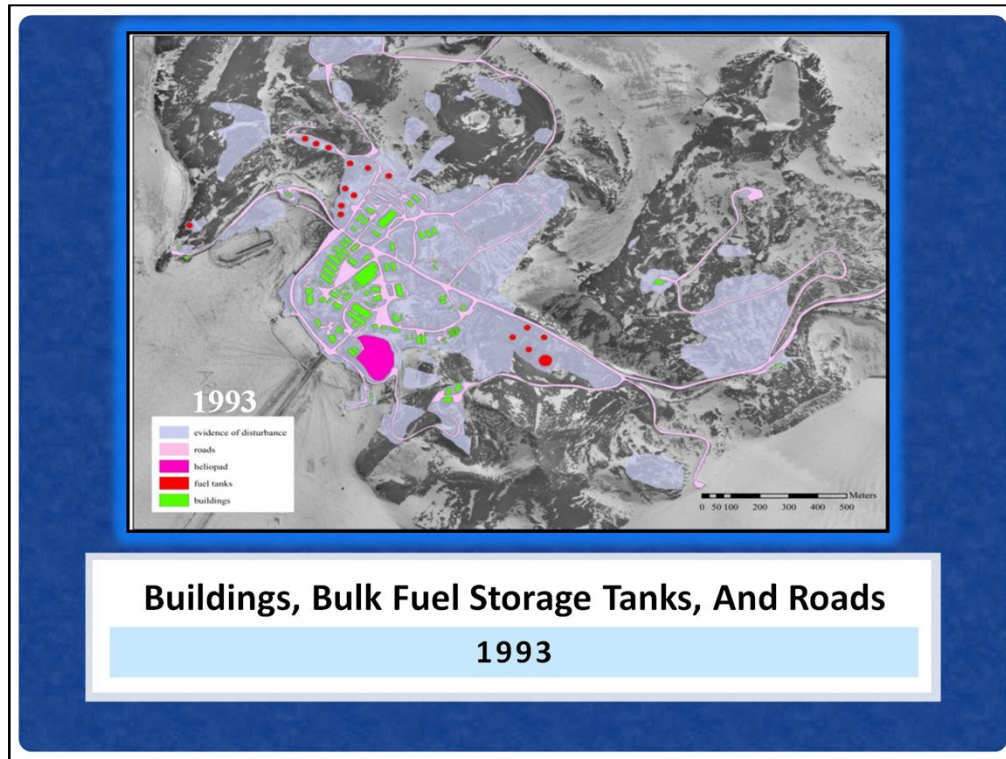 1993
evidence of disturbance
roads
heliopad
fuel tanks
buildings
Meters
0 50 100 200 300 400 500
Buildings, Bulk Fuel Storage Tanks, And Roads
1993